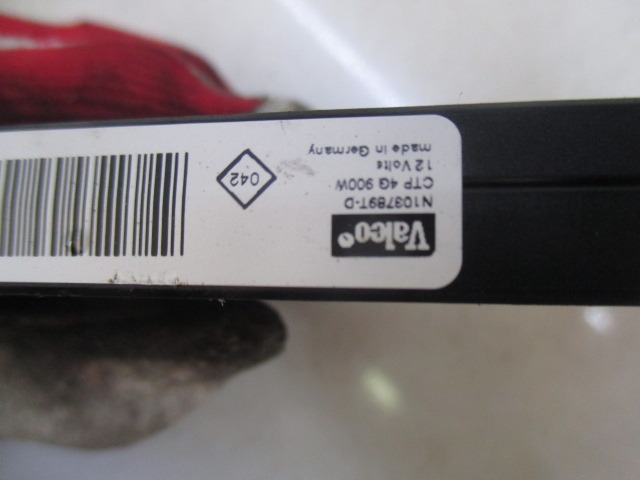 Valeo
N103789T-D
CTP 4G 900W
12 Volts
made in Germany
042